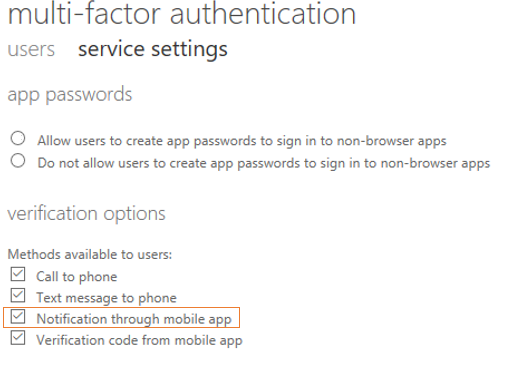 multi-factor authentication
users service settings
app passwords
Allow users to create app passwords to sign in to non-browser apps
Do not allow users to create app passwords to sign in to non-browser apps
verification options
Methods available to users:
Call to phone
Text message to phone
Notification through mobile app
Verification code from mobile app